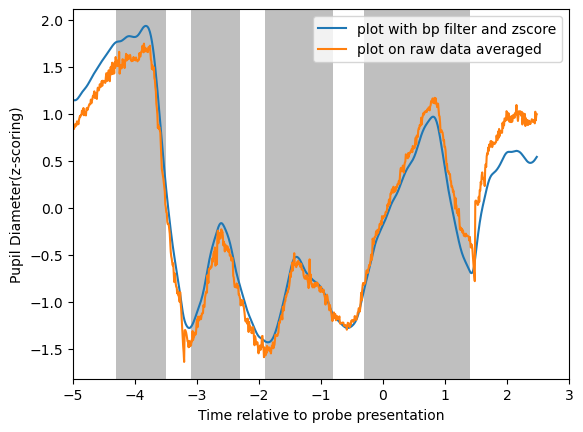 plot with bp filter and zscore
plot on raw data averaged
Pupil Diameter(z-scoring)
2.0
1.5
1.0
0.5
0.0
−0.5
−1.0
−1.5
−5 −4 −3 −2 −1 0 1 2 3
Time relative to probe presentation